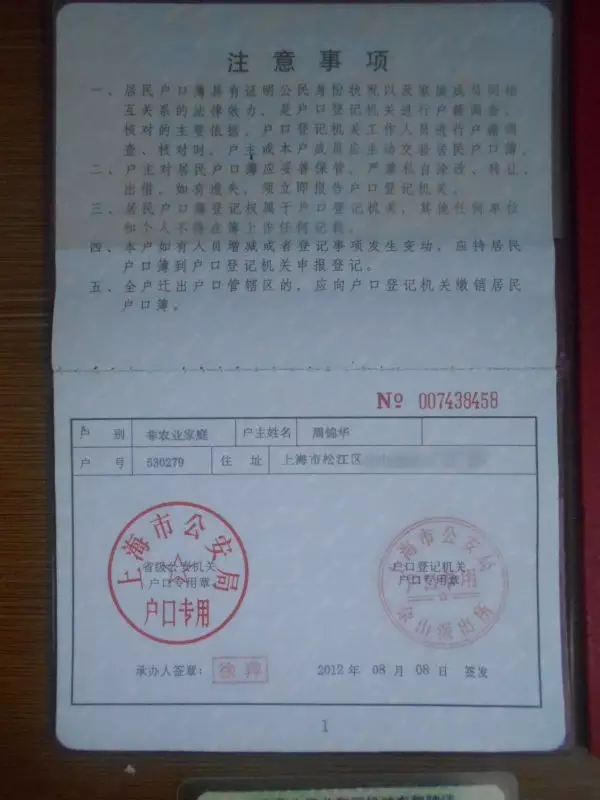 注意事项
一、居民户口簿具有证明公民身份状况以及家庭成员间相
互关系的法律效力，是户口登记机关进行户籍调查、
核对的主要依据。户口登记机关工作人员进行户籍调
查、核对时，户主或本户成员应主动交验居民户口簿。
二、户主对居民户口簿应妥善保管，严禁私自涂改、转让、
出借。如有遗失，须立即报告户口登记机关。
三、居民户口簿登记权属于户口登记机关，其他任何单位
和个人不得在簿上作任何记载。
四、本户如有人员增减或者登记事项发生变动，应持居民
户口簿到户口登记机关申报登记。
五、全户迁出户口管辖区的，应向户口登记机关缴销居民
户口簿。
No 007438458
户别 非农业家庭 户主姓名 周锦华
户号 530279 住址 上海市松江区
上海市公安局
省级公安机关
户口专用章
户口专用
海市公安局
户口登记机关
户口专用章
山派出所
承办人签章： 徐萍 2012年 08月 08日 签发
1